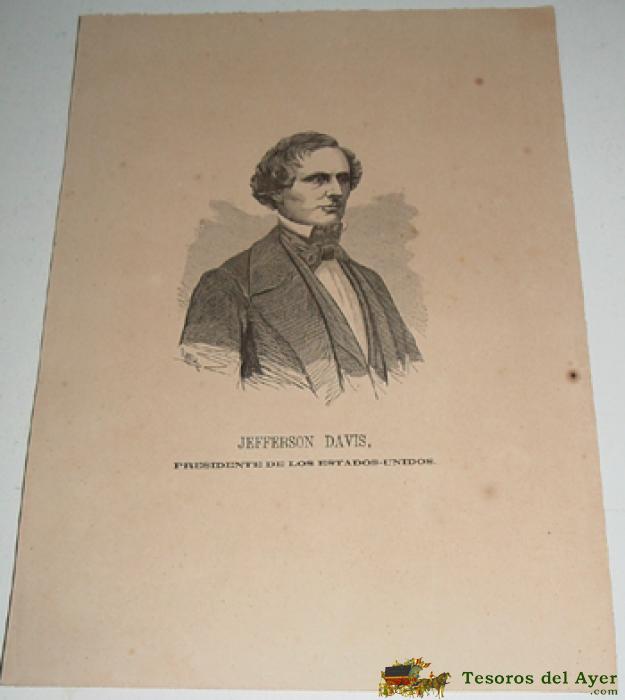 JEFFERSON DAVIS,
PRESIDENTE DE LOS ESTADOS-UNIDOS.
Tesoros del Ayer
.com